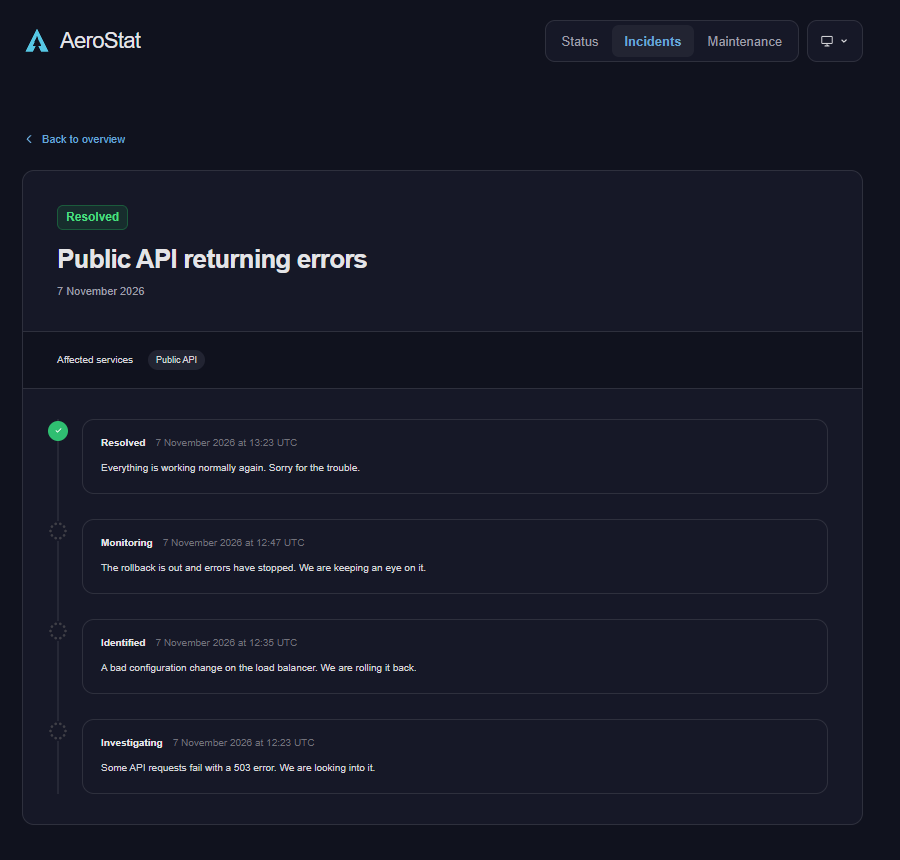 AeroStat
Status Incidents Maintenance
Back to overview
Resolved
Public API returning errors
7 November 2026
Affected services Public API
Resolved 7 November 2026 at 13:23 UTC
Everything is working normally again. Sorry for the trouble.
Monitoring 7 November 2026 at 12:47 UTC
The rollback is out and errors have stopped. We are keeping an eye on it.
Identified 7 November 2026 at 12:35 UTC
A bad configuration change on the load balancer. We are rolling it back.
Investigating 7 November 2026 at 12:23 UTC
Some API requests fail with a 503 error. We are looking into it.